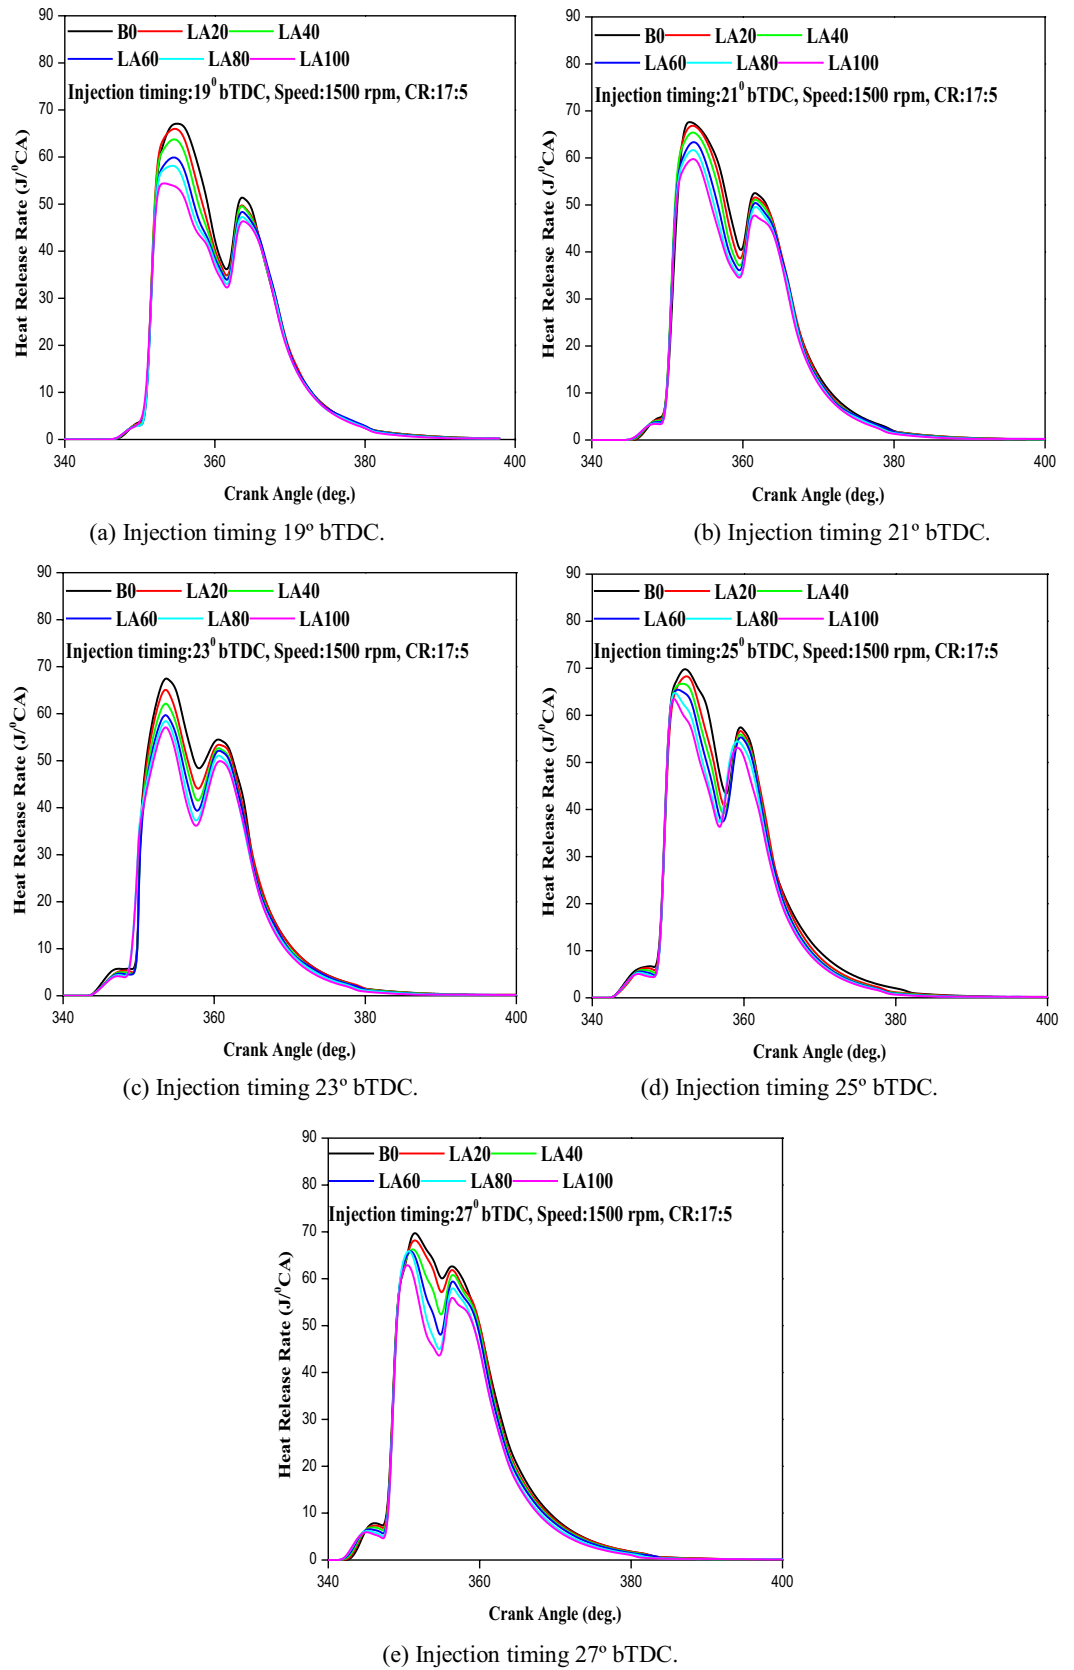 90
80
70
60
50
40
30
20
10
0
Heat Release Rate (J/⁰CA)
B0 LA20 LA40
LA60 LA80 LA100
Injection timing:19⁰ bTDC, Speed:1500 rpm, CR:17:5
340 360 380 400
Crank Angle (deg.)
(a) Injection timing 19º bTDC.
90
80
70
60
50
40
30
20
10
0
Heat Release Rate (J/⁰CA)
B0 LA20 LA40
LA60 LA80 LA100
Injection timing:21⁰ bTDC, Speed:1500 rpm, CR:17:5
340 360 380 400
Crank Angle (deg.)
(b) Injection timing 21º bTDC.
90
80
70
60
50
40
30
20
10
0
Heat Release Rate (J/⁰CA)
B0 LA20 LA40
LA60 LA80 LA100
Injection timing:23⁰ bTDC, Speed:1500 rpm, CR:17:5
340 360 380 400
Crank Angle (deg.)
(c) Injection timing 23º bTDC.
90
80
70
60
50
40
30
20
10
0
Heat Release Rate (J/⁰CA)
B0 LA20 LA40
LA60 LA80 LA100
Injection timing:25⁰ bTDC, Speed:1500 rpm, CR:17:5
340 360 380 400
Crank Angle (deg.)
(d) Injection timing 25º bTDC.
90
80
70
60
50
40
30
20
10
0
Heat Release Rate (J/⁰CA)
B0 LA20 LA40
LA60 LA80 LA100
Injection timing:27⁰ bTDC, Speed:1500 rpm, CR:17:5
340 360 380 400
Crank Angle (deg.)
(e) Injection timing 27º bTDC.